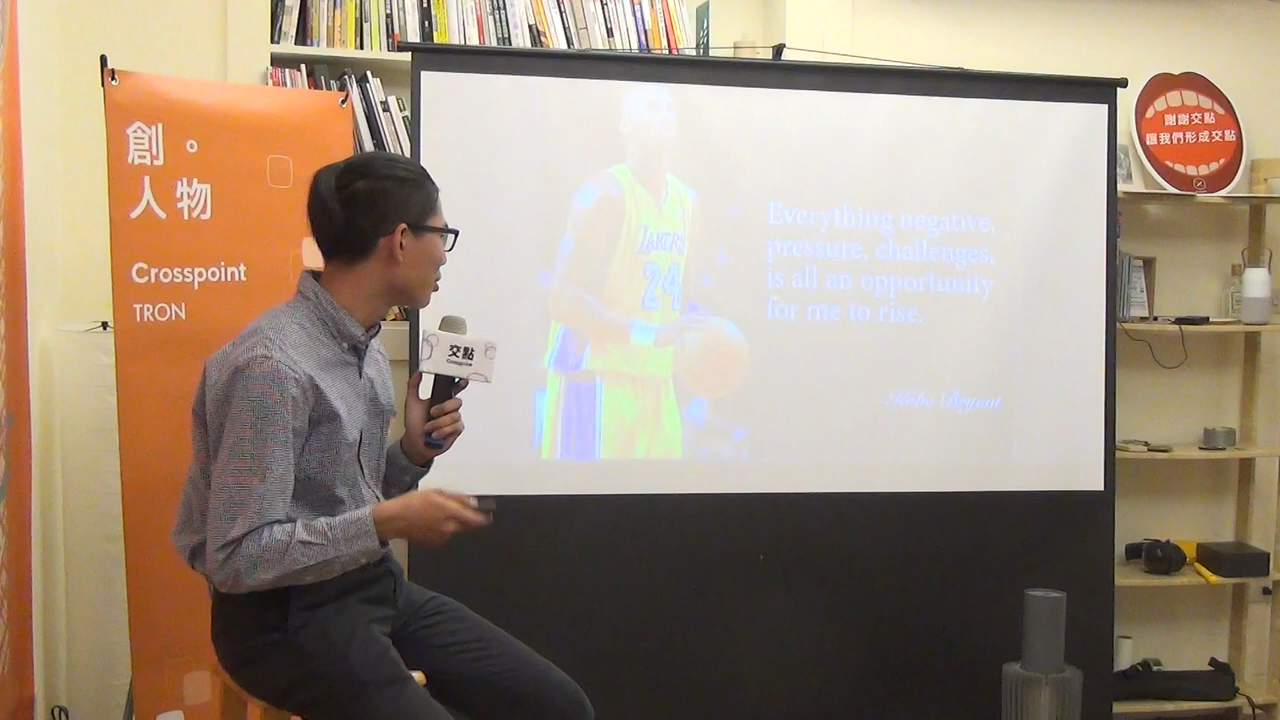 創。
人物
Crosspoint
TRON
交點
Crosspoint
LAKERS
24
Everything negative,
pressure, challenges,
is all an opportunity
for me to rise.
-Kobe Bryant
謝謝交點
讓我們形成交點